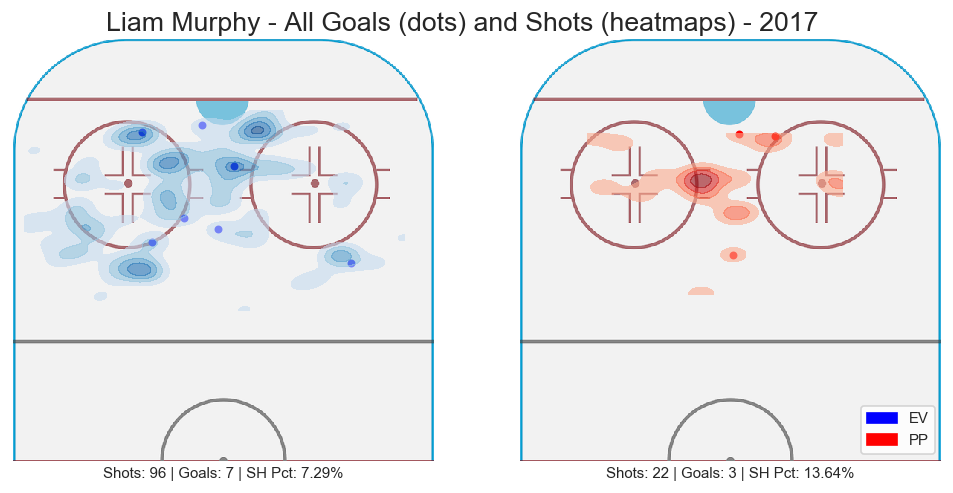 Liam Murphy - All Goals (dots) and Shots (heatmaps) - 2017
EV
PP
Shots: 96 | Goals: 7 | SH Pct: 7.29%
Shots: 22 | Goals: 3 | SH Pct: 13.64%